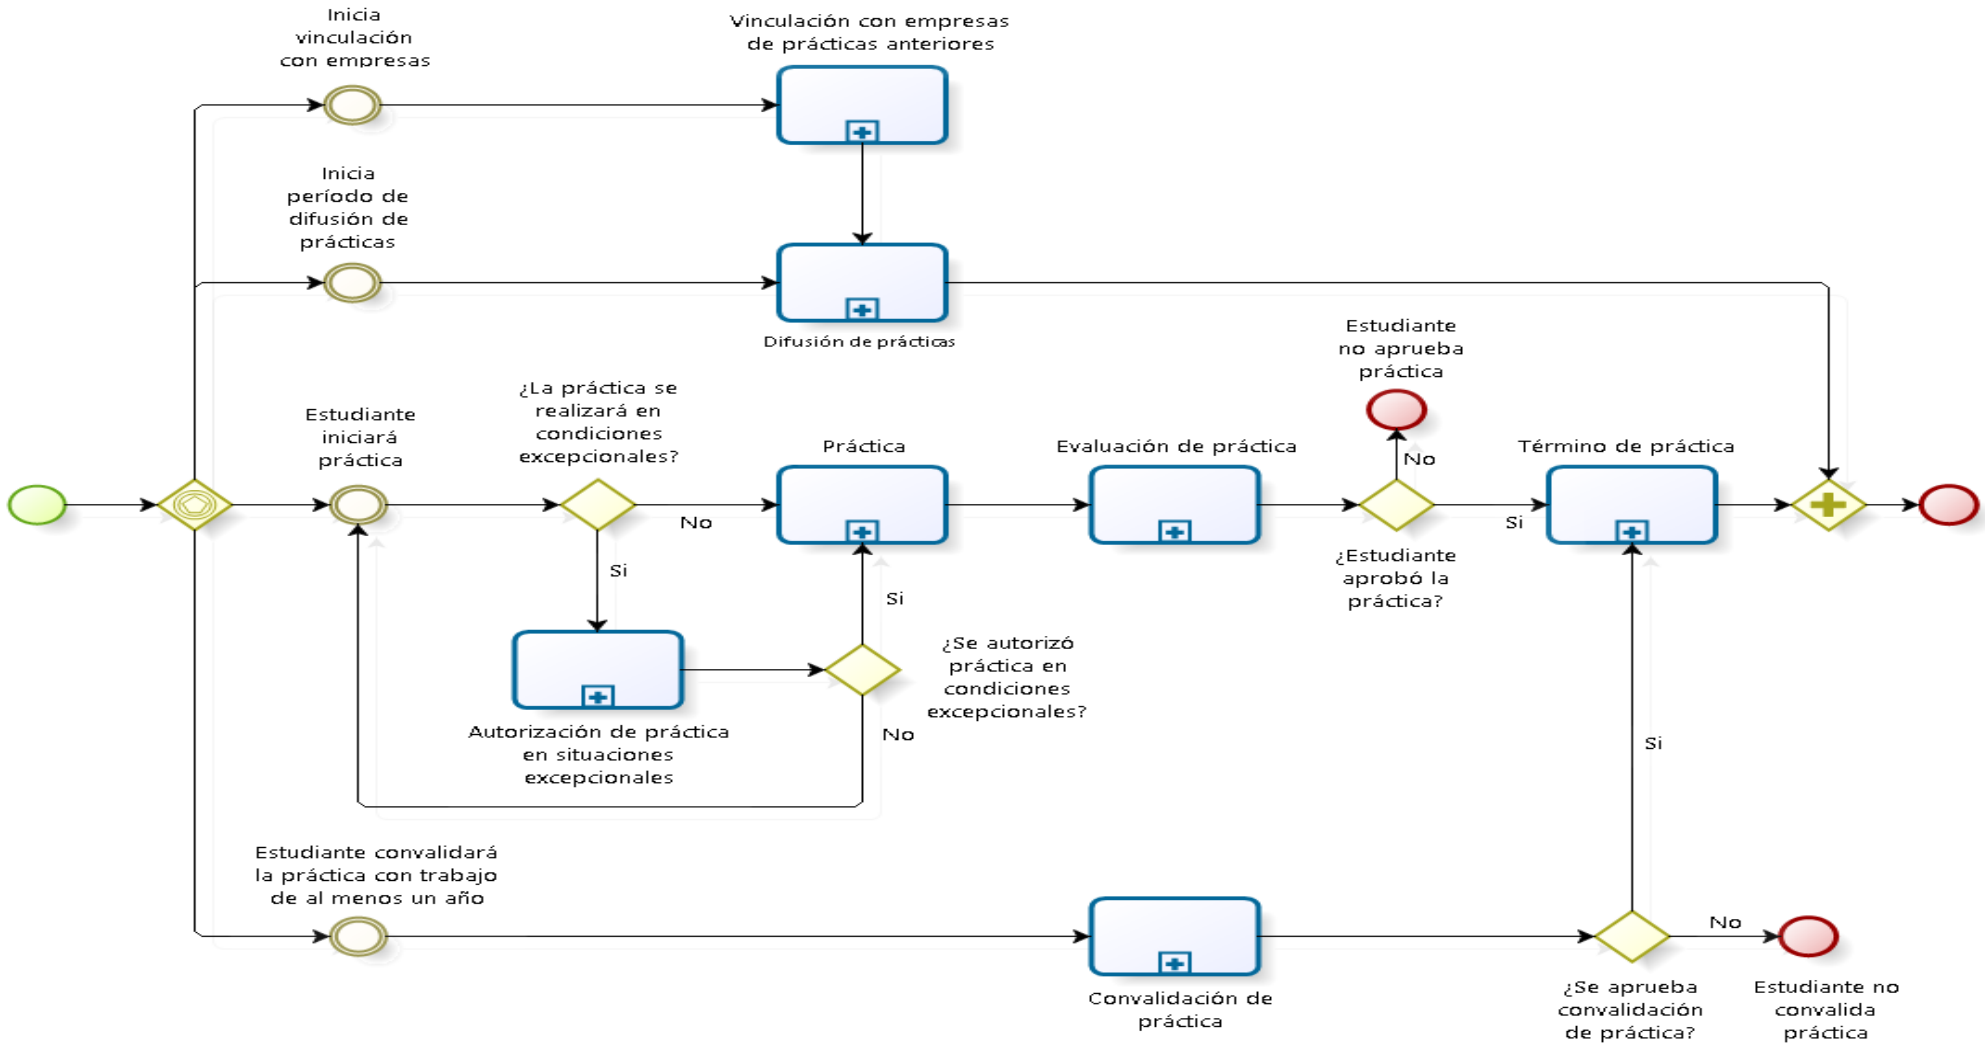 Inicia
vinculación
con empresas
Vinculación con empresas
de prácticas anteriores
Inicia
período de
difusión de
prácticas
Difusión de prácticas
Estudiante
no aprueba
práctica
Estudiante
iniciará
práctica
¿La práctica se
realizará en
condiciones
excepcionales?
Práctica
Evaluación de práctica
Término de práctica
No
No
Si
¿Estudiante
aprobó la
práctica?
Si
Si
¿Se autorizó
práctica en
condiciones
excepcionales?
Autorización de práctica
en situaciones
excepcionales
No
Si
Estudiante convalidará
la práctica con trabajo
de al menos un año
No
Convalidación de
práctica
¿Se aprueba
convalidación
de práctica?
Estudiante no
convalida
práctica